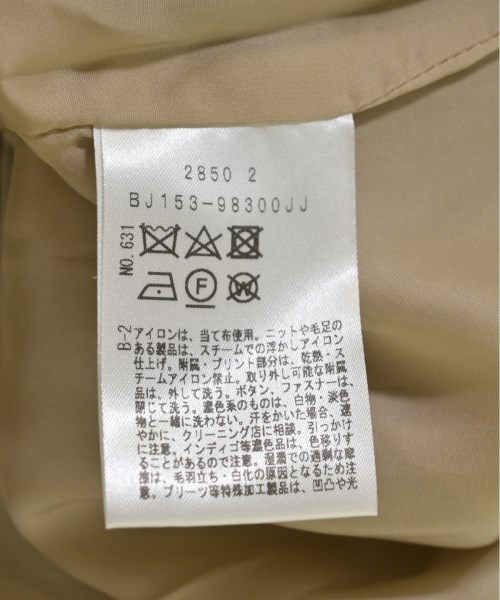 2850 2
BJ153-98300JJ
NO.631
F
W
B-2
アイロンは、当て布使用。ニットや毛足の
ある製品は、スチームでの浮かしアイロン
仕上げ。附属・プリント部分は、乾熱・ス
チームアイロン禁止。取り外し可能な附属
品は、外して洗う。ボタン、ファスナーは、
閉じて洗う。濃色系のものは、白物・淡色
物と一緒に洗わない。汗をかいた場合、速
やかに、クリーニング店に相談。引っかけ
に注意。インディゴ等濃色品は、色移りす
ることがあるので注意。湿潤での過剰な摩
擦は、毛羽立ち・白化の原因となるため注
意。プリーツ等特殊加工製品は、凹凸や光